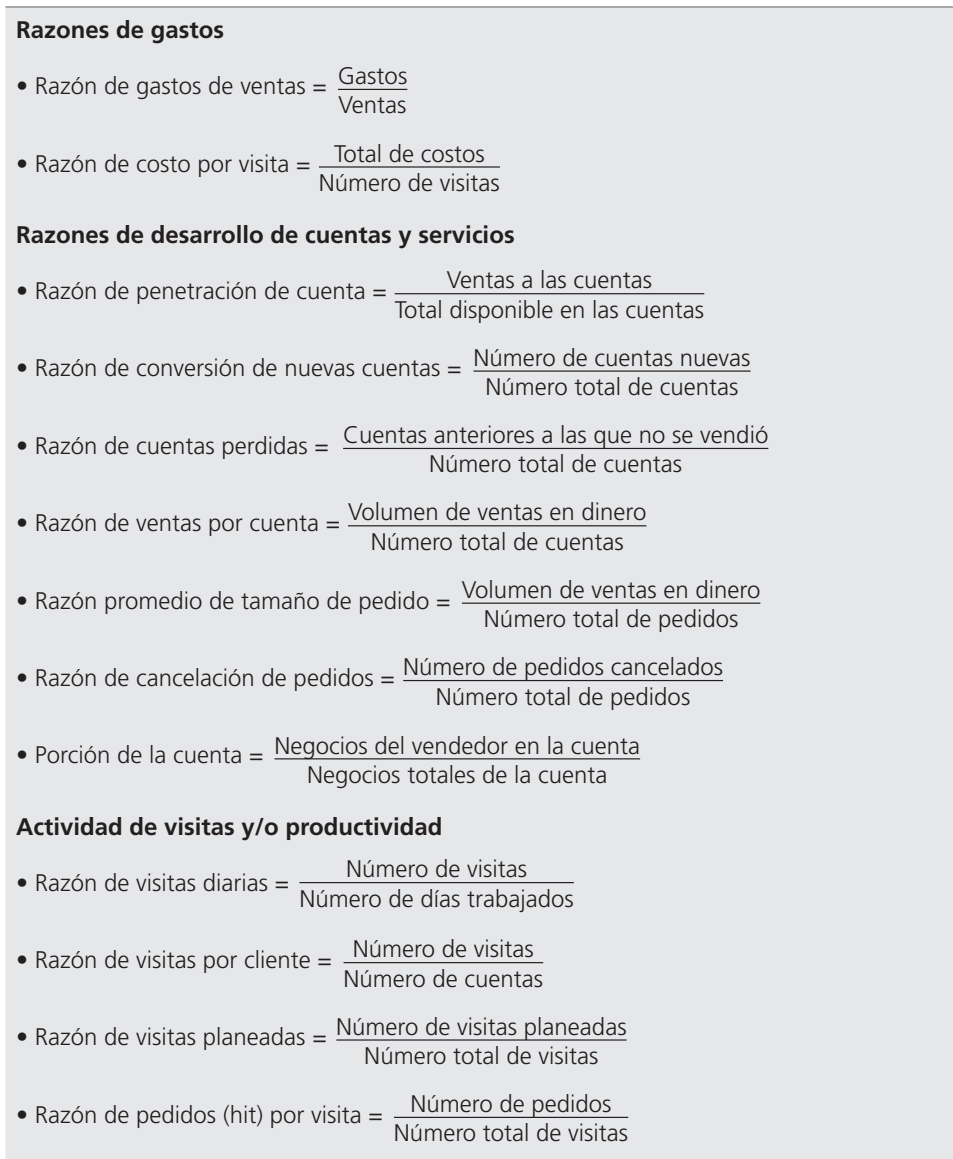 Razones de gastos
• Razón de gastos de ventas = Gastos
Ventas
• Razón de costo por visita = Total de costos
Número de visitas
Razones de desarrollo de cuentas y servicios
• Razón de penetración de cuenta = Ventas a las cuentas
Total disponible en las cuentas
• Razón de conversión de nuevas cuentas = Número de cuentas nuevas
Número total de cuentas
• Razón de cuentas perdidas = Cuentas anteriores a las que no se vendió
Número total de cuentas
• Razón de ventas por cuenta = Volumen de ventas en dinero
Número total de cuentas
• Razón promedio de tamaño de pedido = Volumen de ventas en dinero
Número total de pedidos
• Razón de cancelación de pedidos = Número de pedidos cancelados
Número total de pedidos
• Porción de la cuenta = Negocios del vendedor en la cuenta
Negocios totales de la cuenta
Actividad de visitas y/o productividad
• Razón de visitas diarias = Número de visitas
Número de días trabajados
• Razón de visitas por cliente = Número de visitas
Número de cuentas
• Razón de visitas planeadas = Número de visitas planeadas
Número total de visitas
• Razón de pedidos (hit) por visita = Número de pedidos
Número total de visitas